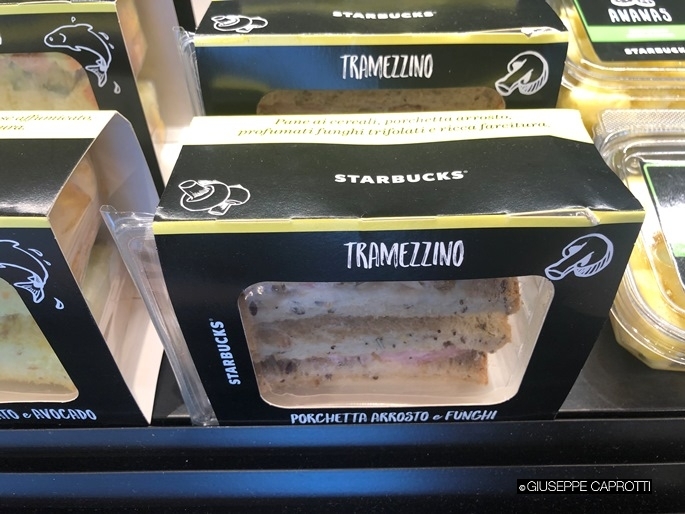 STARBUCKS®
TRAMEZZINO
ANANAS
STARBUCKS
affumicato,
Pane ai cereali, porchetta arrosto,
profumati funghi trifolati e ricca farcitura.
STARBUCKS®
TRAMEZZINO
STARBUCKS®
PORCHETTA ARROSTO e FUNGHI
e AVOCADO
©GIUSEPPE CAPROTTI